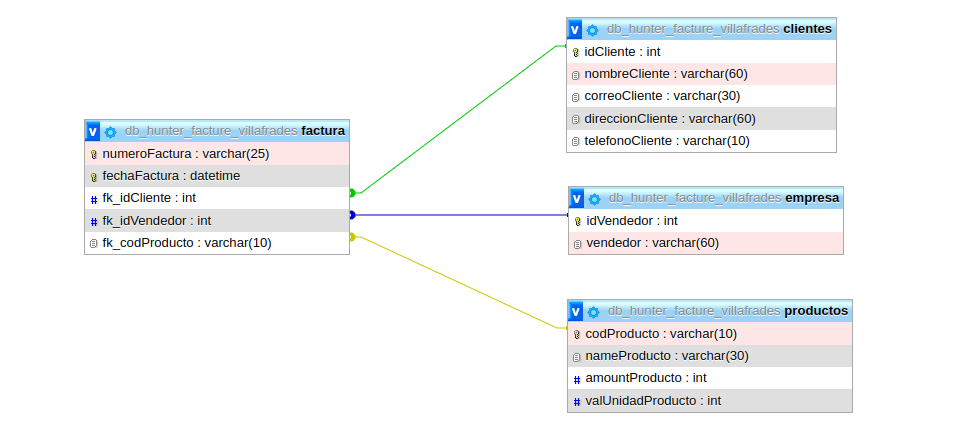 v db_hunter_facture_villafrades factura
numeroFactura : varchar(25)
fechaFactura : datetime
# fk_idCliente : int
# fk_idVendedor : int
fk_codProducto : varchar(10)
v db_hunter_facture_villafrades clientes
idCliente : int
nombreCliente : varchar(60)
correoCliente : varchar(30)
direccionCliente : varchar(60)
telefonoCliente : varchar(10)
v db_hunter_facture_villafrades empresa
idVendedor : int
vendedor : varchar(60)
v db_hunter_facture_villafrades productos
codProducto : varchar(10)
nameProducto : varchar(30)
# amountProducto : int
# valUnidadProducto : int